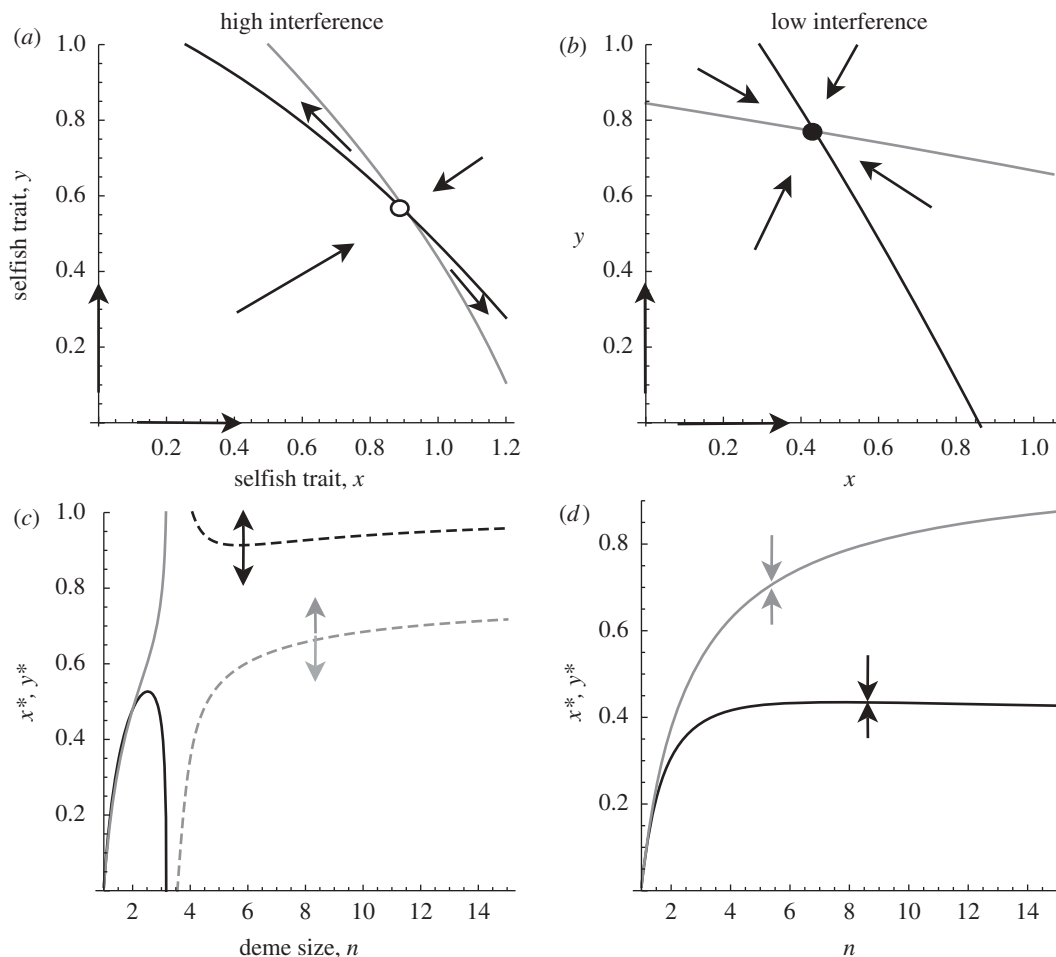 high interference
low interference
(a)
(b)
1.0
0.8
0.6
0.4
0.2
selfish trait, y
0.2 0.4 0.6 0.8 1.0 1.2
selfish trait, x
1.0
0.8
0.6
0.4
0.2
y
0.2 0.4 0.6 0.8 1.0
x
(c)
(d)
1.0
0.8
0.6
0.4
0.2
x*, y*
2 4 6 8 10 12 14
deme size, n
0.8
0.6
0.4
0.2
x*, y*
2 4 6 8 10 12 14
n